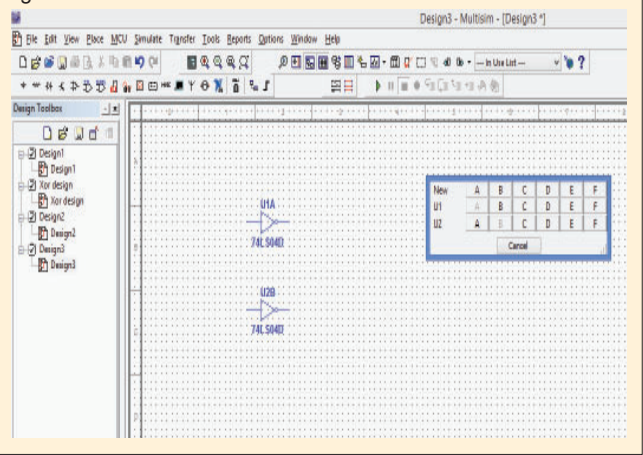 Design3 - Multisim - [Design3 *]
File Edit View Place MCU Simulate Transfer Tools Reports Options Window Help
--- In Use List ---
Design Toolbox
Design1
Design1
Xor design
Xor design
Design2
Design2
Design3
Design3
U1A
74LS04D
U2B
74LS04D
New A B C D E F
U1 A B C D E F
U2 A B C D E F
Cancel